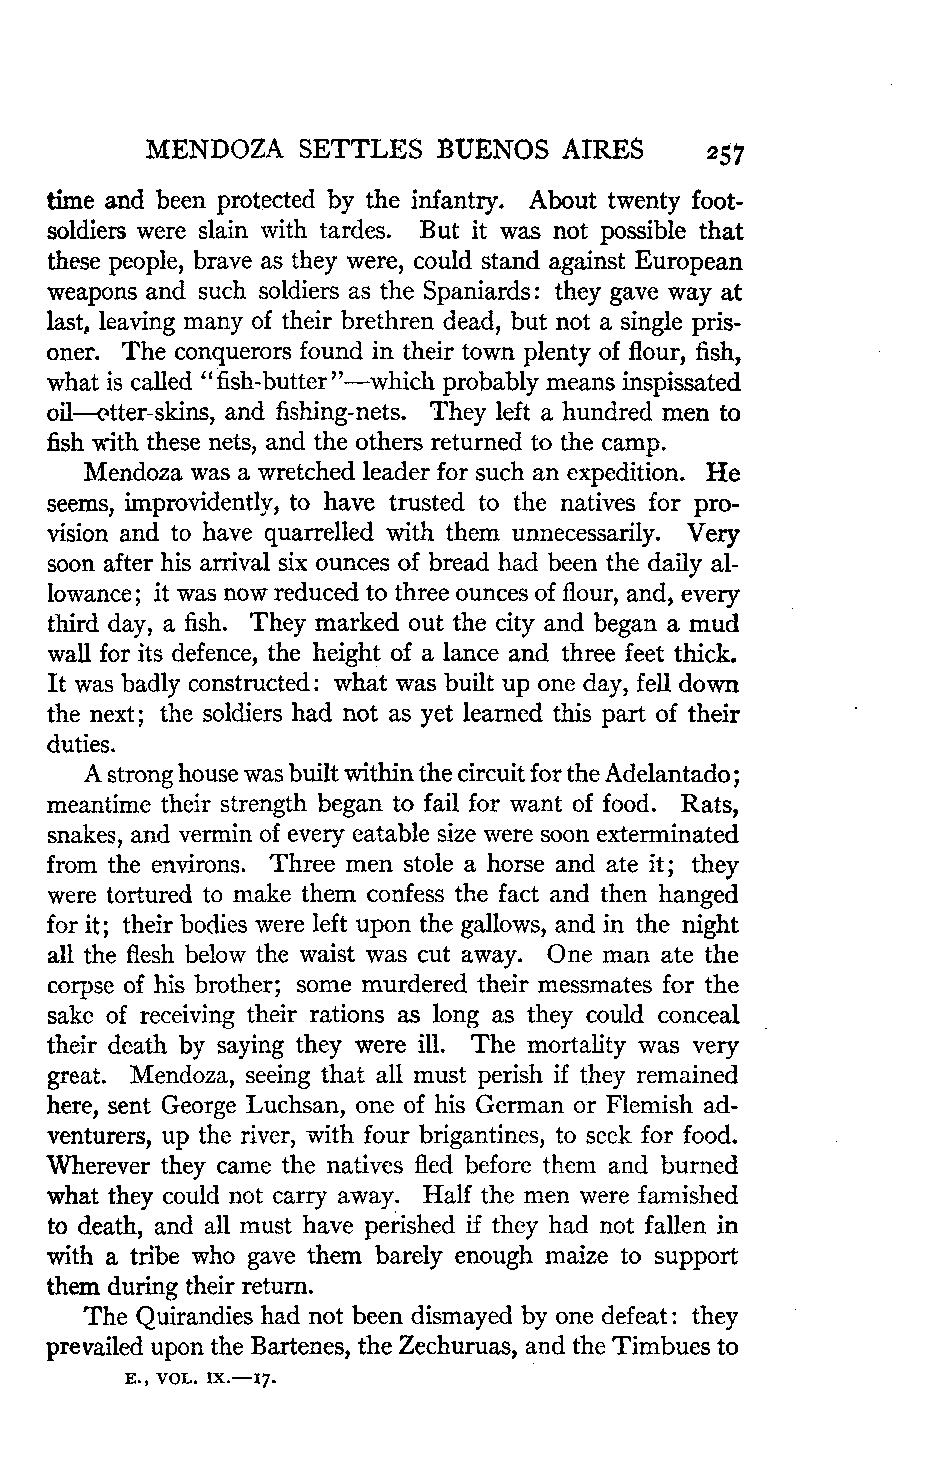 MENDOZA SETTLES BUENOS AIRES 257
time and been protected by the infantry. About twenty foot-
soldiers were slain with tardes. But it was not possible that
these people, brave as they were, could stand against European
weapons and such soldiers as the Spaniards: they gave way at
last, leaving many of their brethren dead, but not a single pris-
oner. The conquerors found in their town plenty of flour, fish,
what is called "fish-butter"—which probably means inspissated
oil—otter-skins, and fishing-nets. They left a hundred men to
fish with these nets, and the others returned to the camp.
Mendoza was a wretched leader for such an expedition. He
seems, improvidently, to have trusted to the natives for pro-
vision and to have quarrelled with them unnecessarily. Very
soon after his arrival six ounces of bread had been the daily al-
lowance; it was now reduced to three ounces of flour, and, every
third day, a fish. They marked out the city and began a mud
wall for its defence, the height of a lance and three feet thick.
It was badly constructed: what was built up one day, fell down
the next; the soldiers had not as yet learned this part of their
duties.
A strong house was built within the circuit for the Adelantado;
meantime their strength began to fail for want of food. Rats,
snakes, and vermin of every eatable size were soon exterminated
from the environs. Three men stole a horse and ate it; they
were tortured to make them confess the fact and then hanged
for it; their bodies were left upon the gallows, and in the night
all the flesh below the waist was cut away. One man ate the
corpse of his brother; some murdered their messmates for the
sake of receiving their rations as long as they could conceal
their death by saying they were ill. The mortality was very
great. Mendoza, seeing that all must perish if they remained
here, sent George Luchsan, one of his German or Flemish ad-
venturers, up the river, with four brigantines, to seek for food.
Wherever they came the natives fled before them and burned
what they could not carry away. Half the men were famished
to death, and all must have perished if they had not fallen in
with a tribe who gave them barely enough maize to support
them during their return.
The Quirandies had not been dismayed by one defeat: they
prevailed upon the Bartenes, the Zechuruas, and the Timbues to
E., VOL. IX.—17.